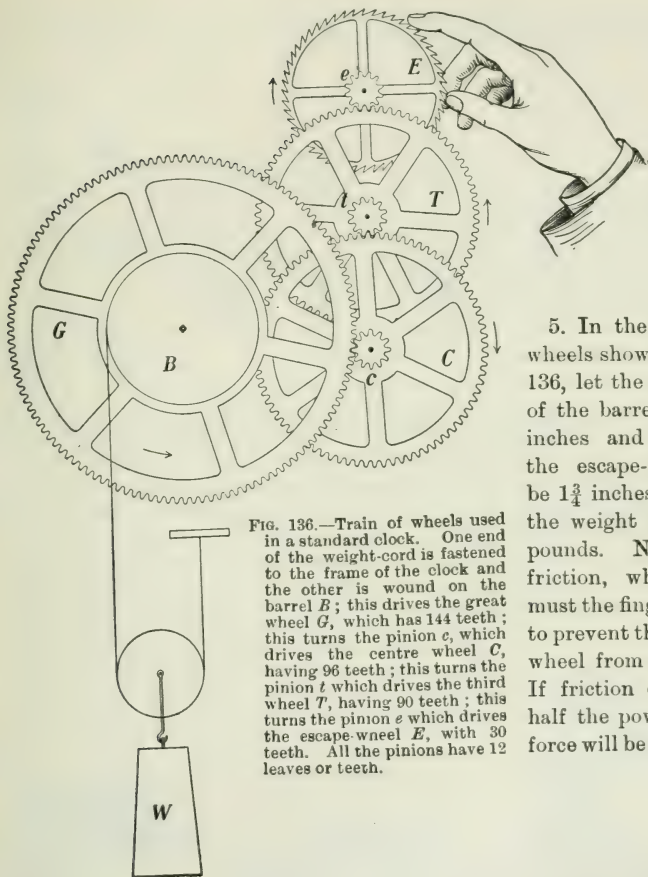 e
E
t
T
G
B
c
C
W
5. In the
wheels show
136, let the
of the barre
inches and
the escape-
be 1¾ inches
the weight
pounds. N
friction, wh
must the fing
to prevent th
wheel from
If friction
half the pow
force will be
FIG. 136.—Train of wheels used
in a standard clock. One end
of the weight-cord is fastened
to the frame of the clock and
the other is wound on the
barrel B; this drives the great
wheel G, which has 144 teeth;
this turns the pinion c, which
drives the centre wheel C,
having 96 teeth; this turns the
pinion t which drives the third
wheel T, having 90 teeth; this
turns the pinion e which drives
the escape-wneel E, with 30
teeth. All the pinions have 12
leaves or teeth.